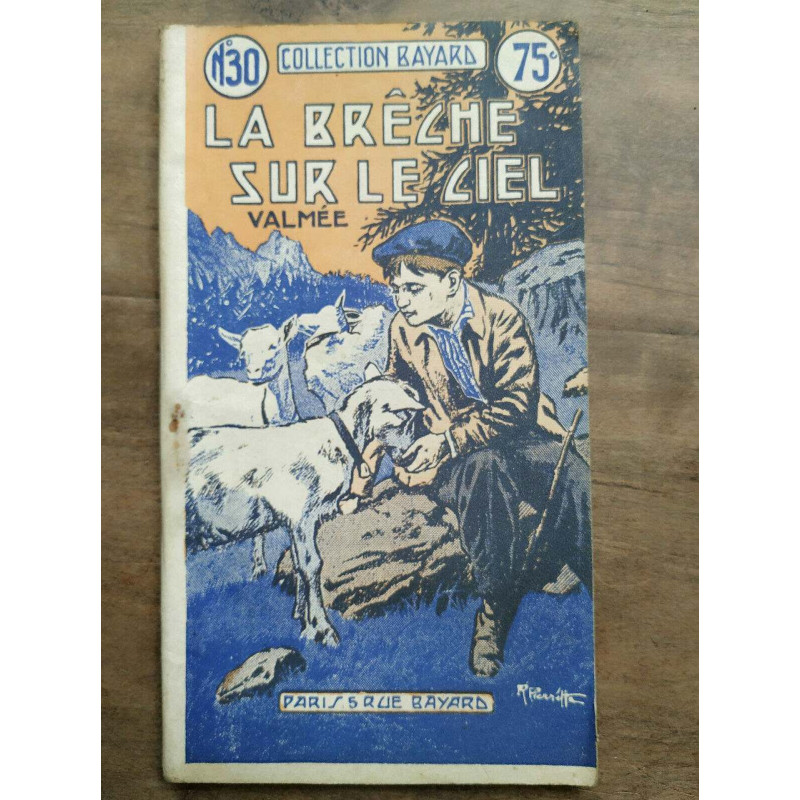 N°30 COLLECTION BAYARD 75c
LA BRÊCHE
SUR LE CIEL
VALMÉE
PARIS 5 RUE BAYARD